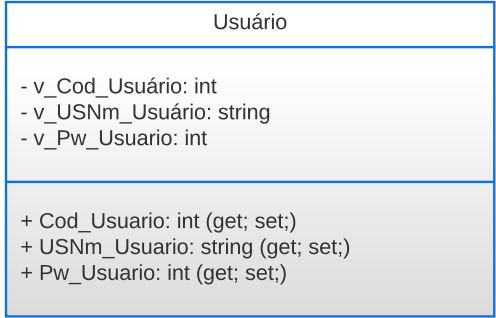 Usuário
- v_Cod_Usuário: int
- v_USNm_Usuário: string
- v_Pw_Usuario: int
+ Cod_Usuario: int (get; set;)
+ USNm_Usuario: string (get; set;)
+ Pw_Usuario: int (get; set;)